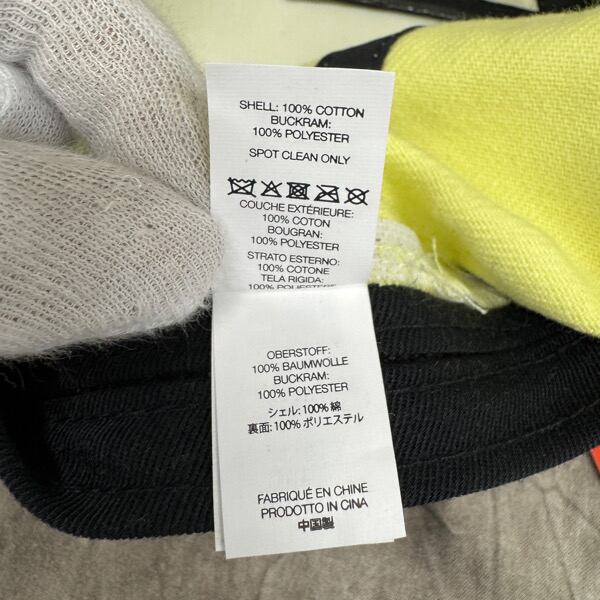 SHELL: 100% COTTON
BUCKRAM:
100% POLYESTER
SPOT CLEAN ONLY
COUCHE EXTÉRIEURE:
100% COTON
BOUGRAN:
100% POLYESTER
STRATO ESTERNO:
100% COTONE
TELA RIGIDA:
100% POLIESTERE
OBERSTOFF:
100% BAUMWOLLE
BUCKRAM:
100% POLYESTER
シェル:100% 綿
裏面:100% ポリエステル
FABRIQUÉ EN CHINE
PRODOTTO IN CINA
中国製